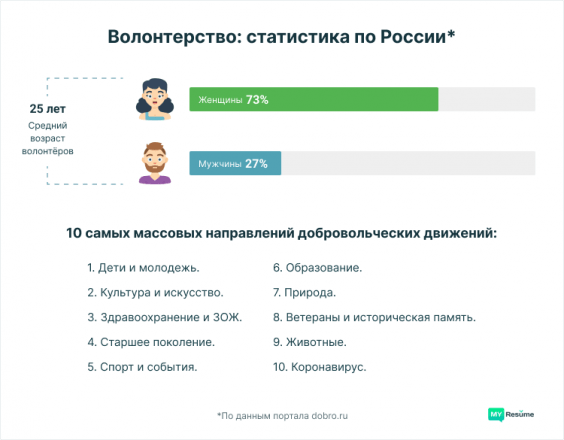 Волонтерство: статистика по России*
25 лет
Средний
возраст
волонтёров
Женщины 73%
Мужчины 27%
10 самых массовых направлений добровольческих движений:
1. Дети и молодежь.
2. Культура и искусство.
3. Здравоохранение и ЗОЖ.
4. Старшее поколение.
5. Спорт и события.
6. Образование.
7. Природа.
8. Ветераны и историческая память.
9. Животные.
10. Коронавирус.
*По данным портала dobro.ru
MY Resume